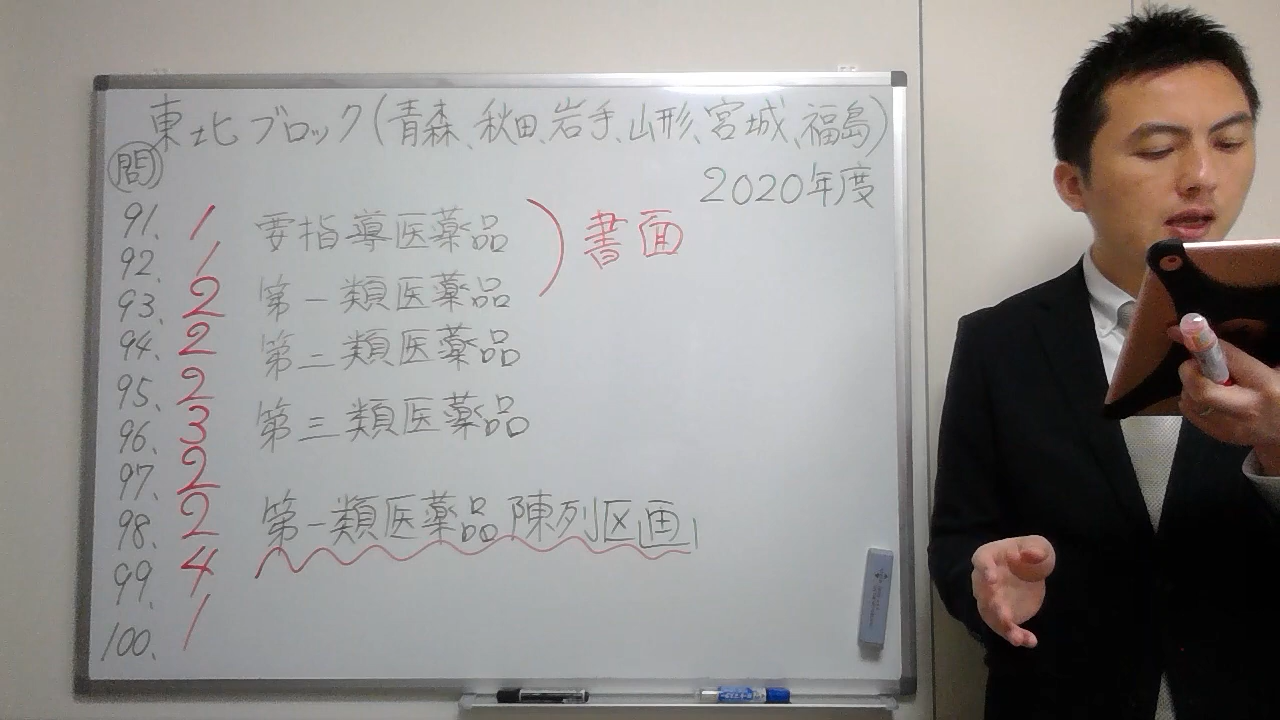 東北ブロック(青森、秋田、岩手、山形、宮城、福島)
2020年度
問
91. 1
92. 1
93. 2
94. 2
95. 2
96. 3
97. 2
98. 2
99. 4
100. 1
要指導医薬品
第一類医薬品
書面
第二類医薬品
第三類医薬品
第一類医薬品陳列区画